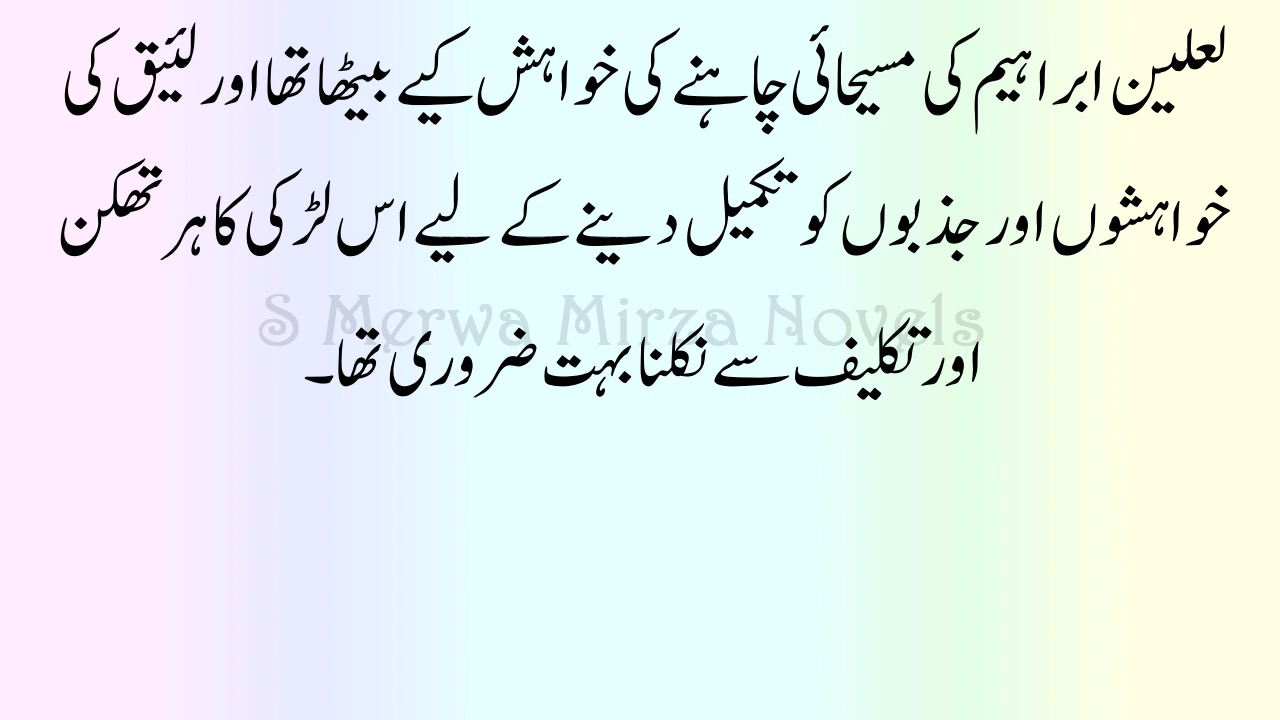 لعلین ابراہیم کی مسیحائی چاہنے کی خواہش کیے بیٹھا تھا اور لئیق کی
خواہشوں اور جذبوں کو تکمیل دینے کے لیے اس لڑکی کا ہر تھکن
S Merwa Mirza Novels
اور تکلیف سے نکلنا بہت ضروری تھا۔